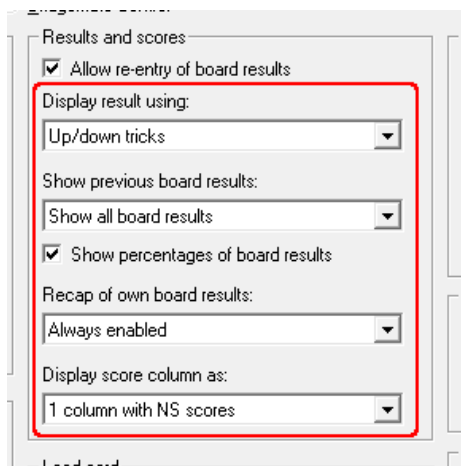 Results and scores
Allow re-entry of board results
Display result using:
Up/down tricks
Show previous board results:
Show all board results
Show percentages of board results
Recap of own board results:
Always enabled
Display score column as:
1 column with NS scores